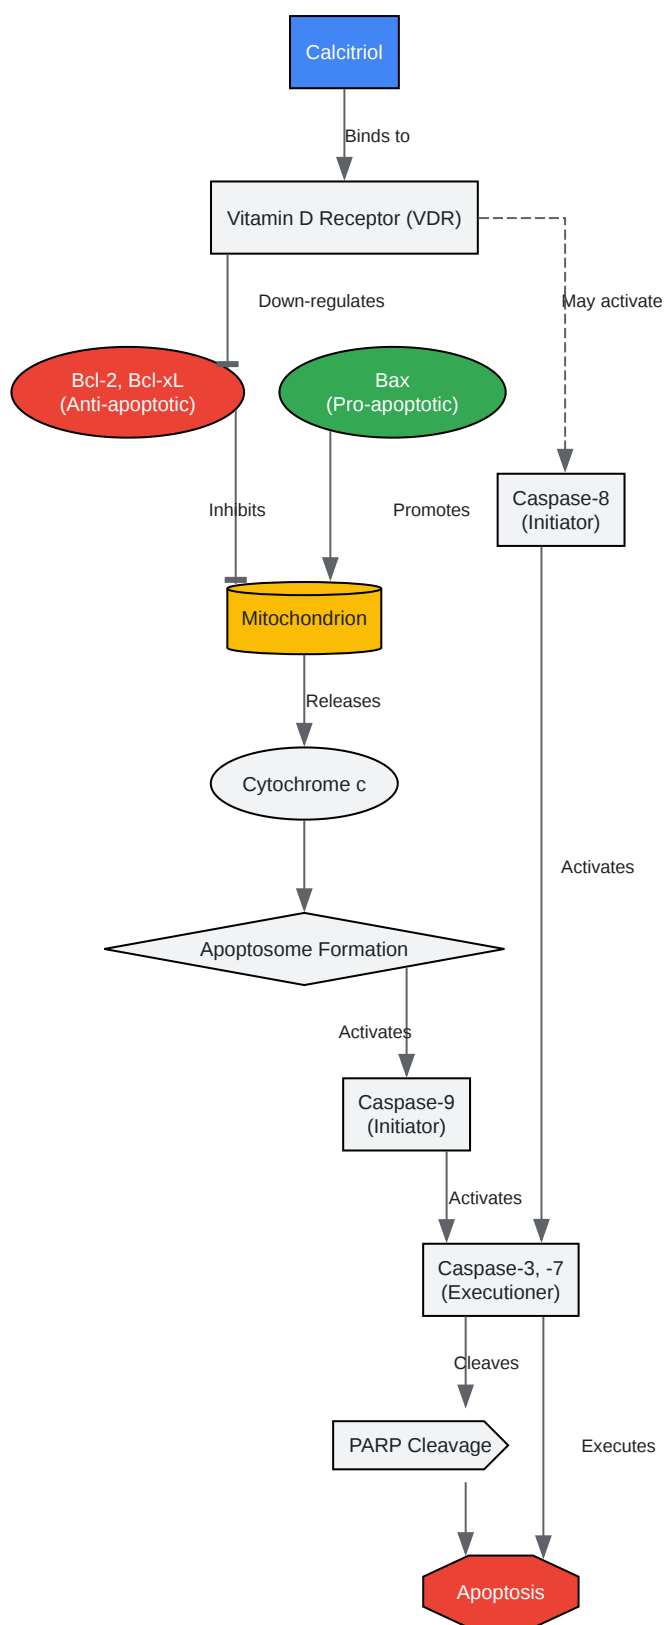 Calcitriol
Binds to
Vitamin D Receptor (VDR)
Down-regulates
May activate
Bcl-2, Bcl-xL
(Anti-apoptotic)
Bax
(Pro-apoptotic)
Caspase-8
(Initiator)
Inhibits
Promotes
Mitochondrion
Releases
Cytochrome c
Activates
Apoptosome Formation
Activates
Caspase-9
(Initiator)
Activates
Caspase-3, -7
(Executioner)
Cleaves
PARP Cleavage
Executes
Apoptosis